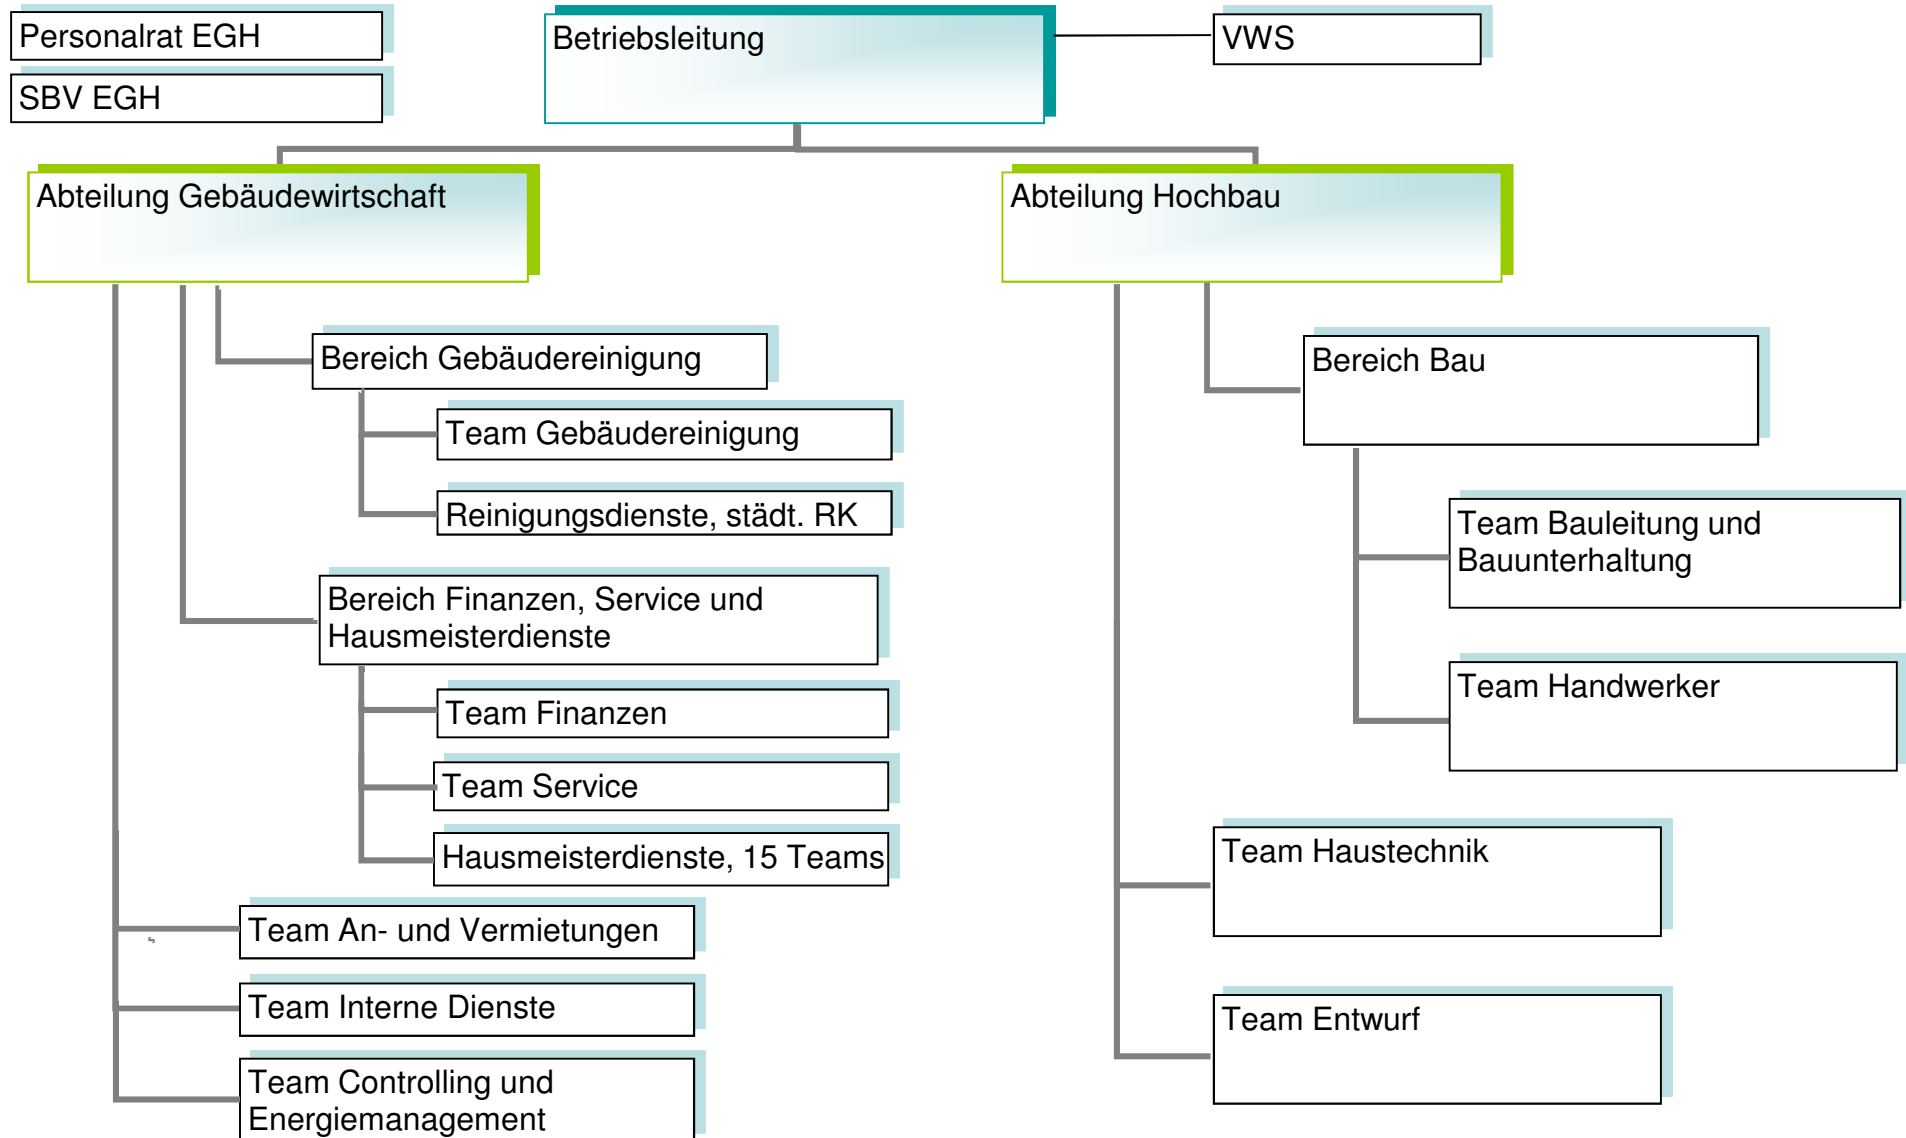 Personalrat EGH
SBV EGH
Betriebsleitung
VWS
Abteilung Gebäudewirtschaft
Bereich Gebäudereinigung
Team Gebäudereinigung
Reinigungsdienste, städt. RK
Bereich Finanzen, Service und
Hausmeisterdienste
Team Finanzen
Team Service
Hausmeisterdienste, 15 Teams
Team An- und Vermietungen
Team Interne Dienste
Team Controlling und
Energiemanagement
Abteilung Hochbau
Bereich Bau
Team Bauleitung und
Bauunterhaltung
Team Handwerker
Team Haustechnik
Team Entwurf